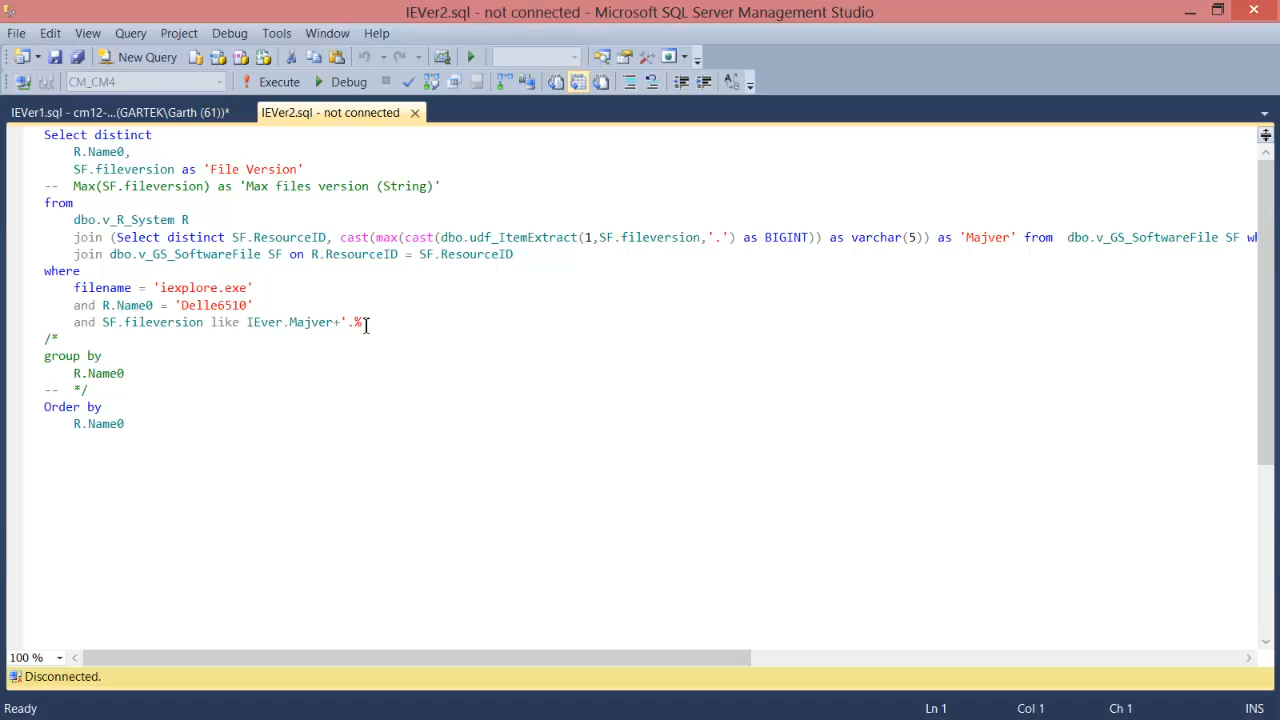 IEVer2.sql - not connected - Microsoft SQL Server Management Studio
File Edit View Query Project Debug Tools Window Help
New Query
CM_CM4 Execute Debug
IEVer1.sql - cm12-...(GARTEK\Garth (61))* IEVer2.sql - not connected
Select distinct
R.Name0,
SF.fileversion as 'File Version'
-- Max(SF.fileversion) as 'Max files version (String)'
from
dbo.v_R_System R
join (Select distinct SF.ResourceID, cast(max(cast(dbo.udf_ItemExtract(1,SF.fileversion,'.') as BIGINT)) as varchar(5)) as 'Majver' from dbo.v_GS_SoftwareFile SF wh
join dbo.v_GS_SoftwareFile SF on R.ResourceID = SF.ResourceID
where
filename = 'iexplore.exe'
and R.Name0 = 'Delle6510'
and SF.fileversion like IEver.Majver+'.%
/*
group by
R.Name0
-- */
Order by
R.Name0
100 %
Disconnected.
Ready Ln 1 Col 1 Ch 1 INS